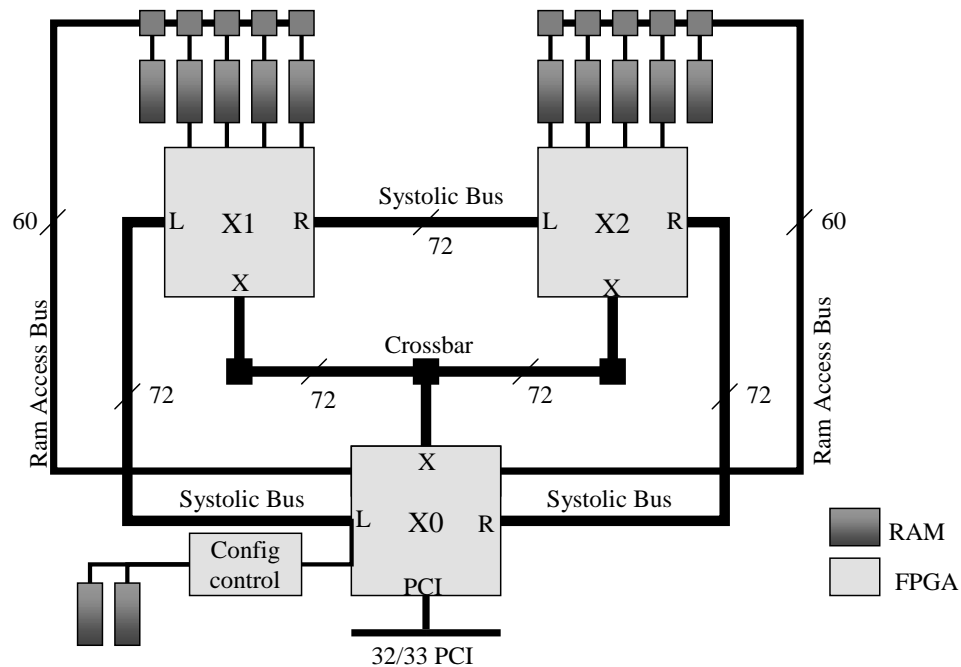 Systolic Bus
60
L
X1
R
L
X2
R
60
72
X
X
Ram Access Bus
Crossbar
Ram Access Bus
72
72
72
72
X
Systolic Bus
Systolic Bus
L
X0
R
RAM
Config
control
PCI
FPGA
32/33 PCI